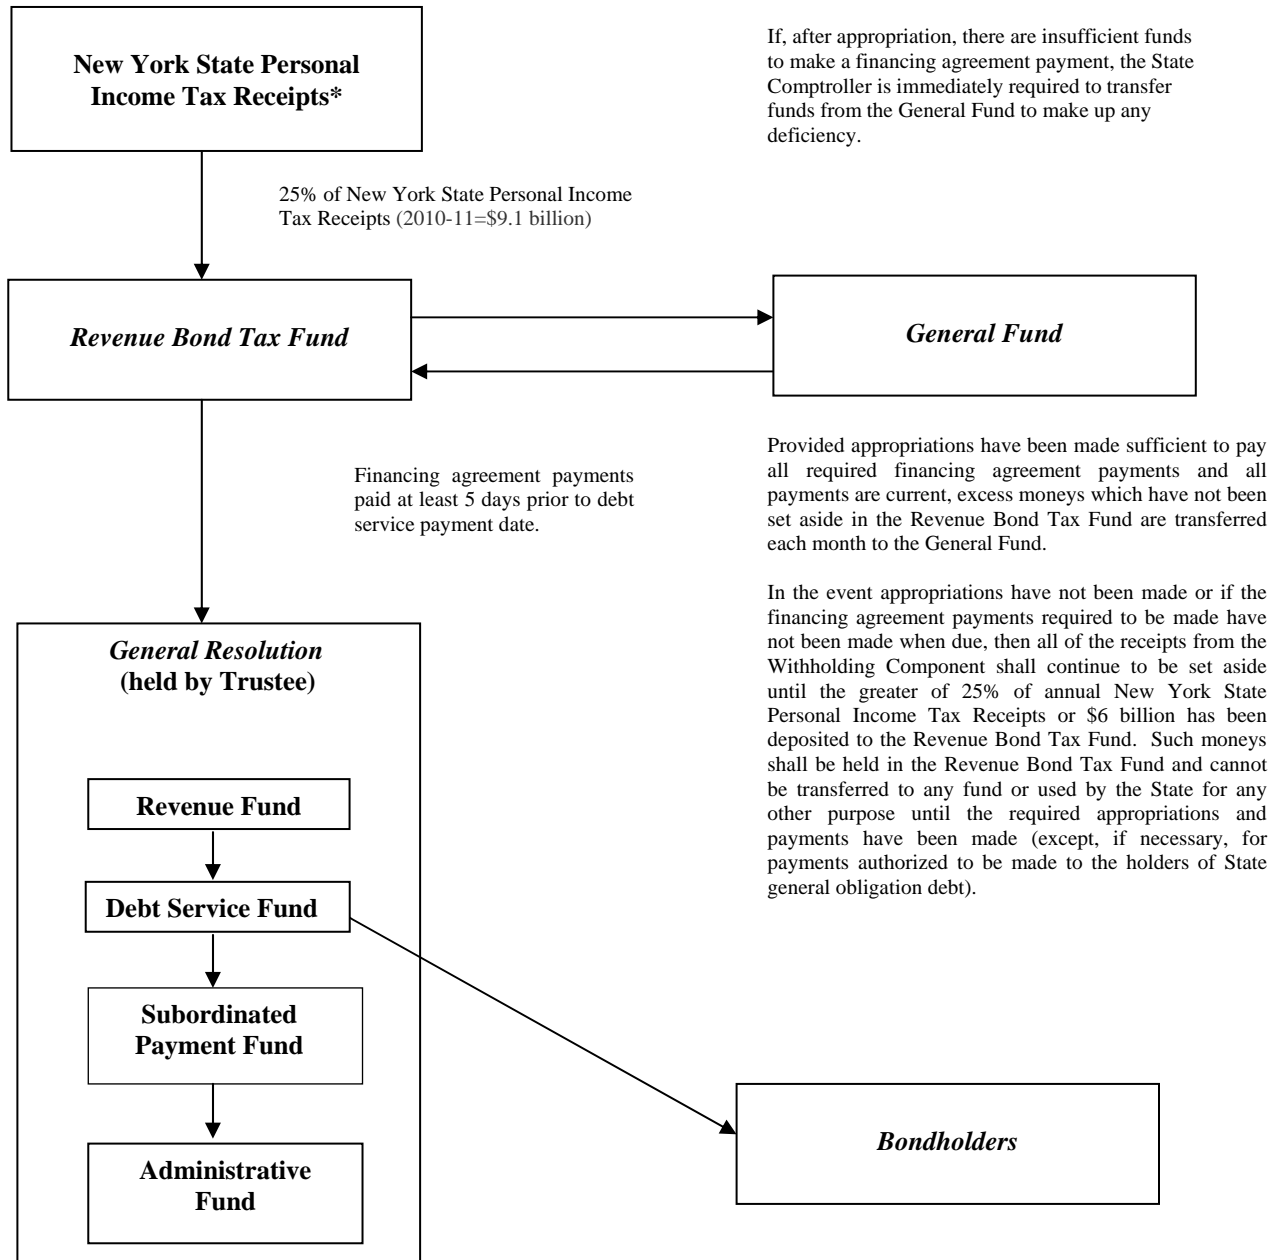 New York State Personal
Income Tax Receipts*
If, after appropriation, there are insufficient funds
to make a financing agreement payment, the State
Comptroller is immediately required to transfer
funds from the General Fund to make up any
deficiency.
25% of New York State Personal Income
Tax Receipts (2010-11=$9.1 billion)
Revenue Bond Tax Fund
General Fund
Financing agreement payments
paid at least 5 days prior to debt
service payment date.
Provided appropriations have been made sufficient to pay
all required financing agreement payments and all
payments are current, excess moneys which have not been
set aside in the Revenue Bond Tax Fund are transferred
each month to the General Fund.
In the event appropriations have not been made or if the
financing agreement payments required to be made have
not been made when due, then all of the receipts from the
Withholding Component shall continue to be set aside
until the greater of 25% of annual New York State
Personal Income Tax Receipts or $6 billion has been
deposited to the Revenue Bond Tax Fund. Such moneys
shall be held in the Revenue Bond Tax Fund and cannot
be transferred to any fund or used by the State for any
other purpose until the required appropriations and
payments have been made (except, if necessary, for
payments authorized to be made to the holders of State
general obligation debt).
General Resolution
(held by Trustee)
Revenue Fund
Debt Service Fund
Subordinated
Payment Fund
Administrative
Fund
Bondholders